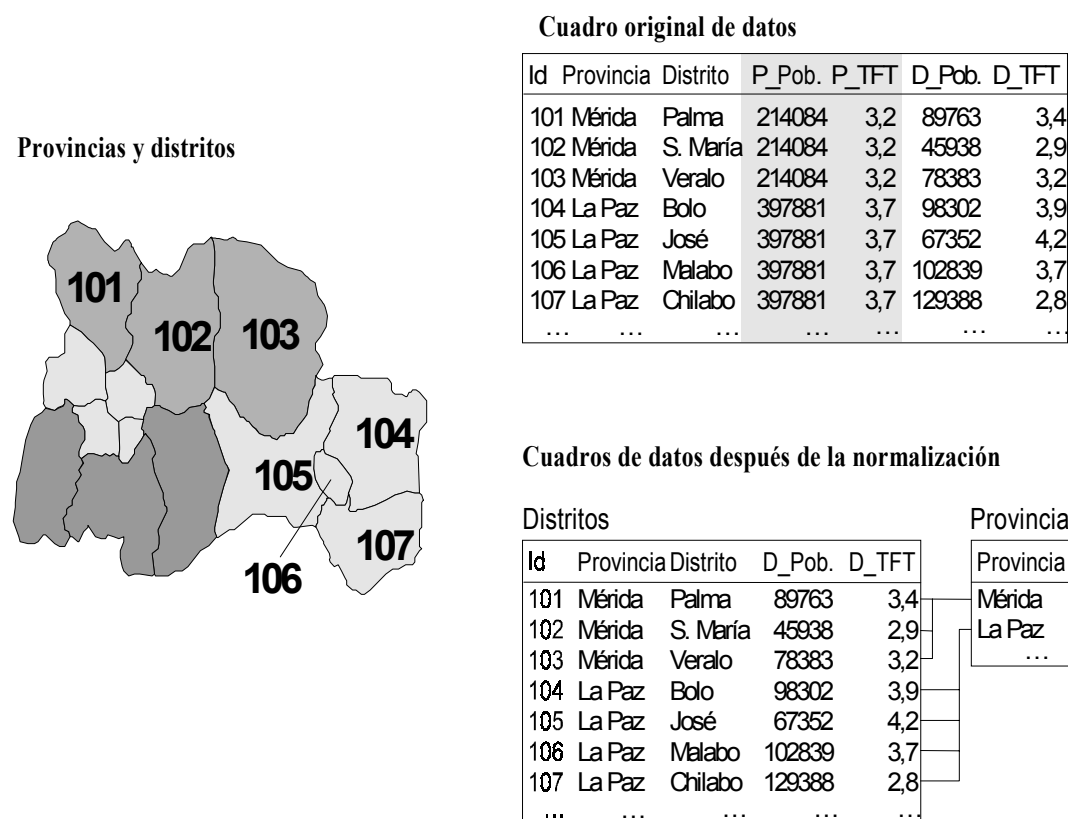 Cuadro original de datos
Id Provincia Distrito P_Pob. P_TFT D_Pob. D_TFT
101 Mérida Palma 214084 3,2 89763 3,4
102 Mérida S. María 214084 3,2 45938 2,9
103 Mérida Veralo 214084 3,2 78383 3,2
104 La Paz Bolo 397881 3,7 98302 3,9
105 La Paz José 397881 3,7 67352 4,2
106 La Paz Malabo 397881 3,7 102839 3,7
107 La Paz Chilabo 397881 3,7 129388 2,8
... ... ... ... ... ... ...
Provincias y distritos
101
102
103
104
105
106
107
Cuadros de datos después de la normalización
Distritos
Id Provincia Distrito D_Pob. D_TFT
101 Mérida Palma 89763 3,4
102 Mérida S. María 45938 2,9
103 Mérida Veralo 78383 3,2
104 La Paz Bolo 98302 3,9
105 La Paz José 67352 4,2
106 La Paz Malabo 102839 3,7
107 La Paz Chilabo 129388 2,8
... ... ... ... ...
Provincia
Provincia
Mérida
La Paz
...